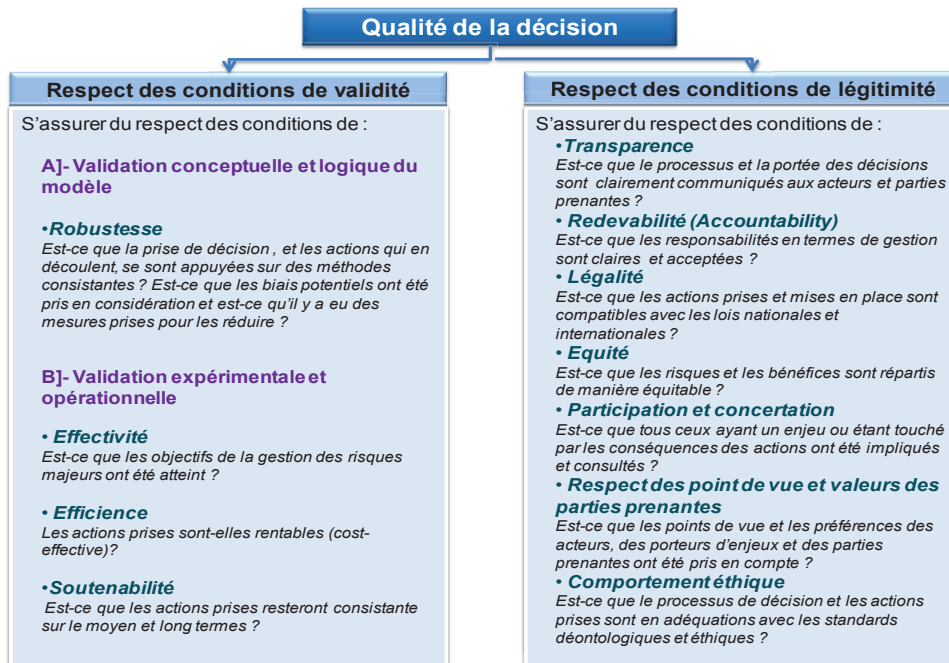 Qualité de la décision
Respect des conditions de validité
S'assurer du respect des conditions de :
A]- Validation conceptuelle et logique du
modèle
•Robustesse
Est-ce que la prise de décision , et les actions qui en
découlent, se sont appuyées sur des méthodes
consistantes ? Est-ce que les biais potentiels ont été
pris en considération et est-ce qu'il y a eu des
mesures prises pour les réduire ?
B]- Validation expérimentale et
opérationnelle
• Effectivité
Est-ce que les objectifs de la gestion des risques
majeurs ont été atteint ?
• Efficience
Les actions prises sont-elles rentables (cost-
effective)?
•Soutenabilité
Est-ce que les actions prises resteront consistante
sur le moyen et long termes ?
Respect des conditions de légitimité
S'assurer du respect des conditions de :
•Transparence
Est-ce que le processus et la portée des décisions
sont clairement communiqués aux acteurs et parties
prenantes ?
• Redevabilité (Accountability)
Est-ce que les responsabilités en termes de gestion
sont claires et acceptées ?
• Légalité
Est-ce que les actions prises et mises en place sont
compatibles avec les lois nationales et
internationales ?
• Equité
Est-ce que les risques et les bénéfices sont répartis
de manière équitable ?
• Participation et concertation
Est-ce que tous ceux ayant un enjeu ou étant touché
par les conséquences des actions ont été impliqués
et consultés ?
• Respect des point de vue et valeurs des
parties prenantes
Est-ce que les points de vue et les préférences des
acteurs, des porteurs d'enjeux et des parties
prenantes ont été pris en compte ?
• Comportement éthique
Est-ce que le processus de décision et les actions
prises sont en adéquations avec les standards
déontologiques et éthiques ?